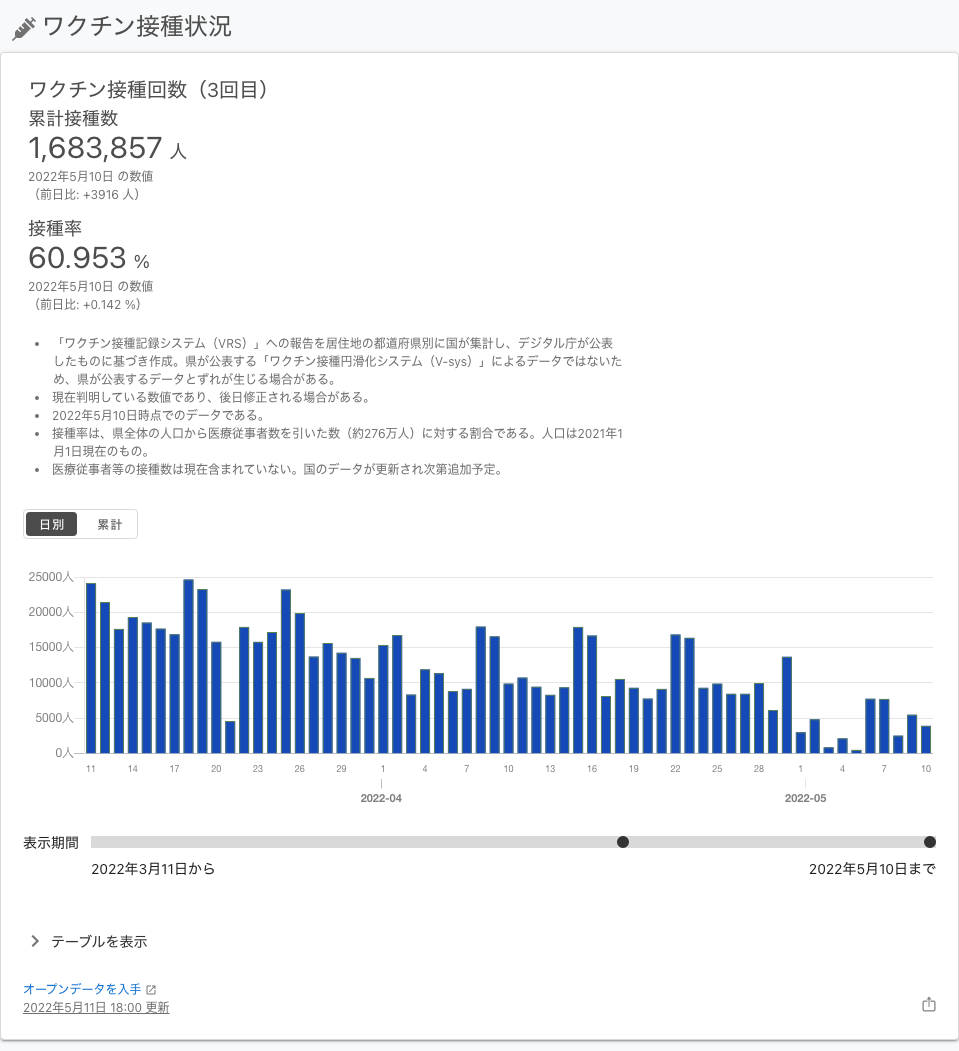 ワクチン接種状況
ワクチン接種回数（3回目）
累計接種数
1,683,857 人
2022年5月10日 の数値
（前日比: +3916 人）
接種率
60.953 %
2022年5月10日 の数値
（前日比: +0.142 %）
• 「ワクチン接種記録システム（VRS）」への報告を居住地の都道府県別に国が集計し、デジタル庁が公表
したものに基づき作成。県が公表する「ワクチン接種円滑化システム（V-sys）」によるデータではないた
め、県が公表するデータとずれが生じる場合がある。
• 現在判明している数値であり、後日修正される場合がある。
• 2022年5月10日時点でのデータである。
• 接種率は、県全体の人口から医療従事者数を引いた数（約276万人）に対する割合である。人口は2021年1
月1日現在のもの。
• 医療従事者等の接種数は現在含まれていない。国のデータが更新され次第追加予定。
日別 累計
25000人
20000人
15000人
10000人
5000人
0人
11 14 17 20 23 26 29 1 4 7 10 13 16 19 22 25 28 1 4 7 10
2022-04 2022-05
表示期間
2022年3月11日から 2022年5月10日まで
テーブルを表示
オープンデータを入手
2022年5月11日 18:00 更新